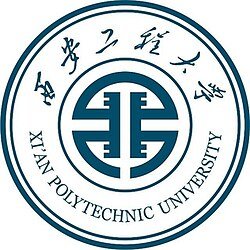 西安工程大学
XI'AN POLYTECHNIC UNIVERSITY